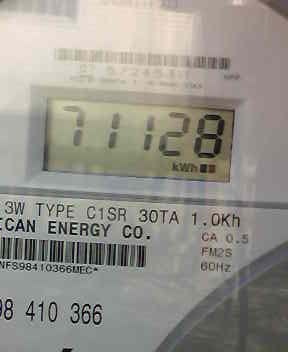 71128
kWh
3W TYPE C1SR 30TA 1.0Kh
ICAN ENERGY CO.
CA 0.5
FM2S
60Hz
NFS98410366MEC*
98 410 366